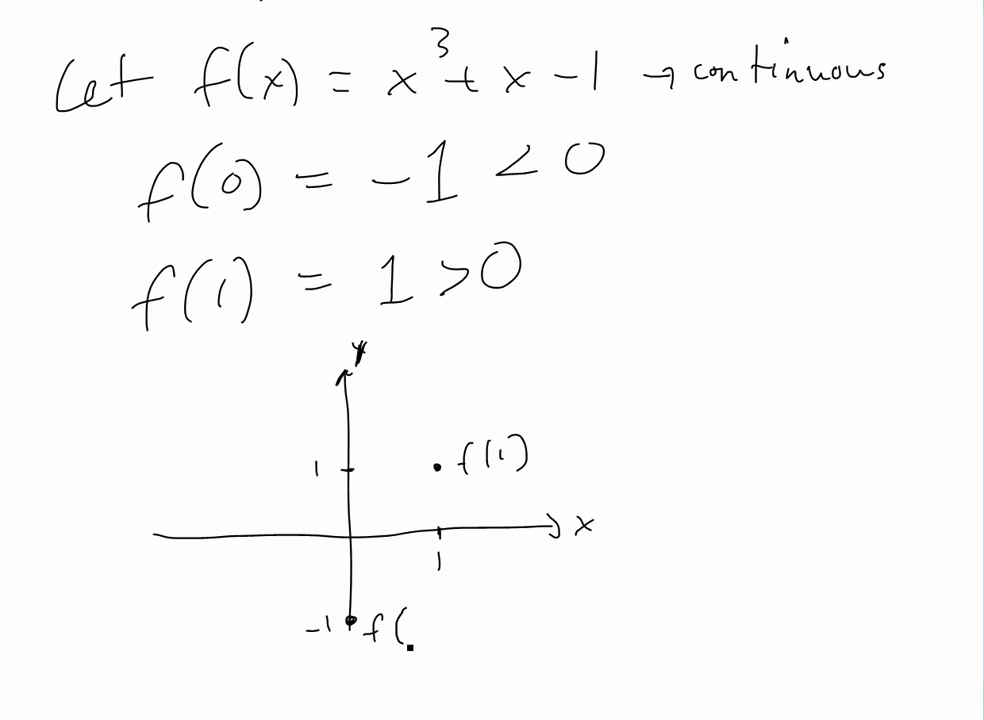 Let f(x) = x³ + x - 1 → continuous
f(0) = -1 < 0
f(1) = 1 > 0
y
1
f(1)
x
1
-1
f(